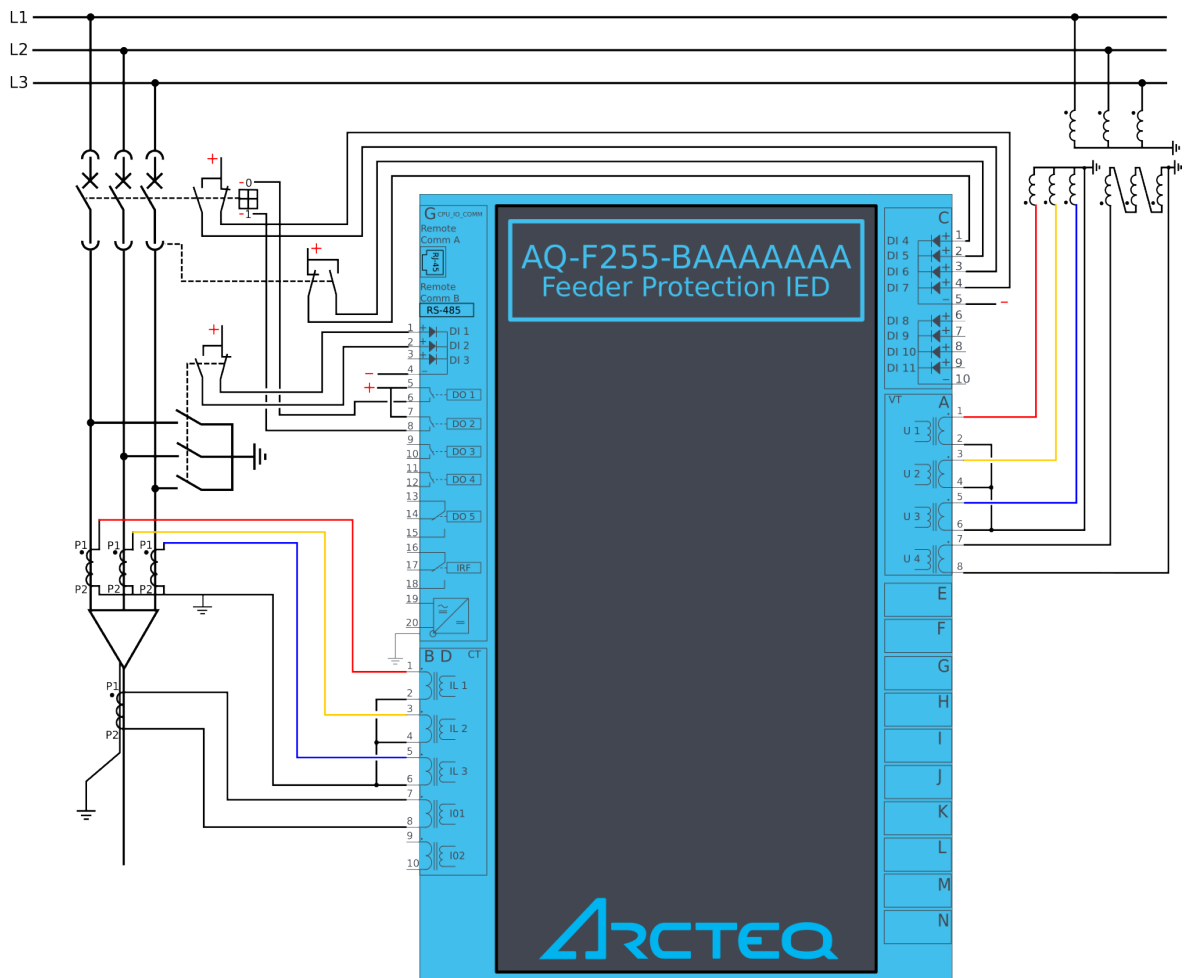 L1
L2
L3
+
-0
-1
+
+
P1
P1
P1
P2
P2
P2
P1
P2
G CPU_IO_COMM
Remote
Comm A
RJ-45
Remote
Comm B
RS-485
1 + DI 1
2 + DI 2
3 + DI 3
- 4 -
+ 5
6 DO 1
7
8 DO 2
9
10 DO 3
11
12 DO 4
13
14 DO 5
15
16
17 IRF
18
19
20
B D CT
1
IL 1
2
3
IL 2
4
5
IL 3
6
7
I01
8
9
I02
10
AQ-F255-BAAAAAAA
Feeder Protection IED
ARCTEQ
C
DI 4 + 1
DI 5 + 2
DI 6 + 3
DI 7 + 4
- 5 -
DI 8 + 6
DI 9 + 7
DI 10 + 8
DI 11 + 9
- 10
VT A
1
U 1
2
3
U 2
4
5
U 3
6
7
U 4
8
E
F
G
H
I
J
K
L
M
N